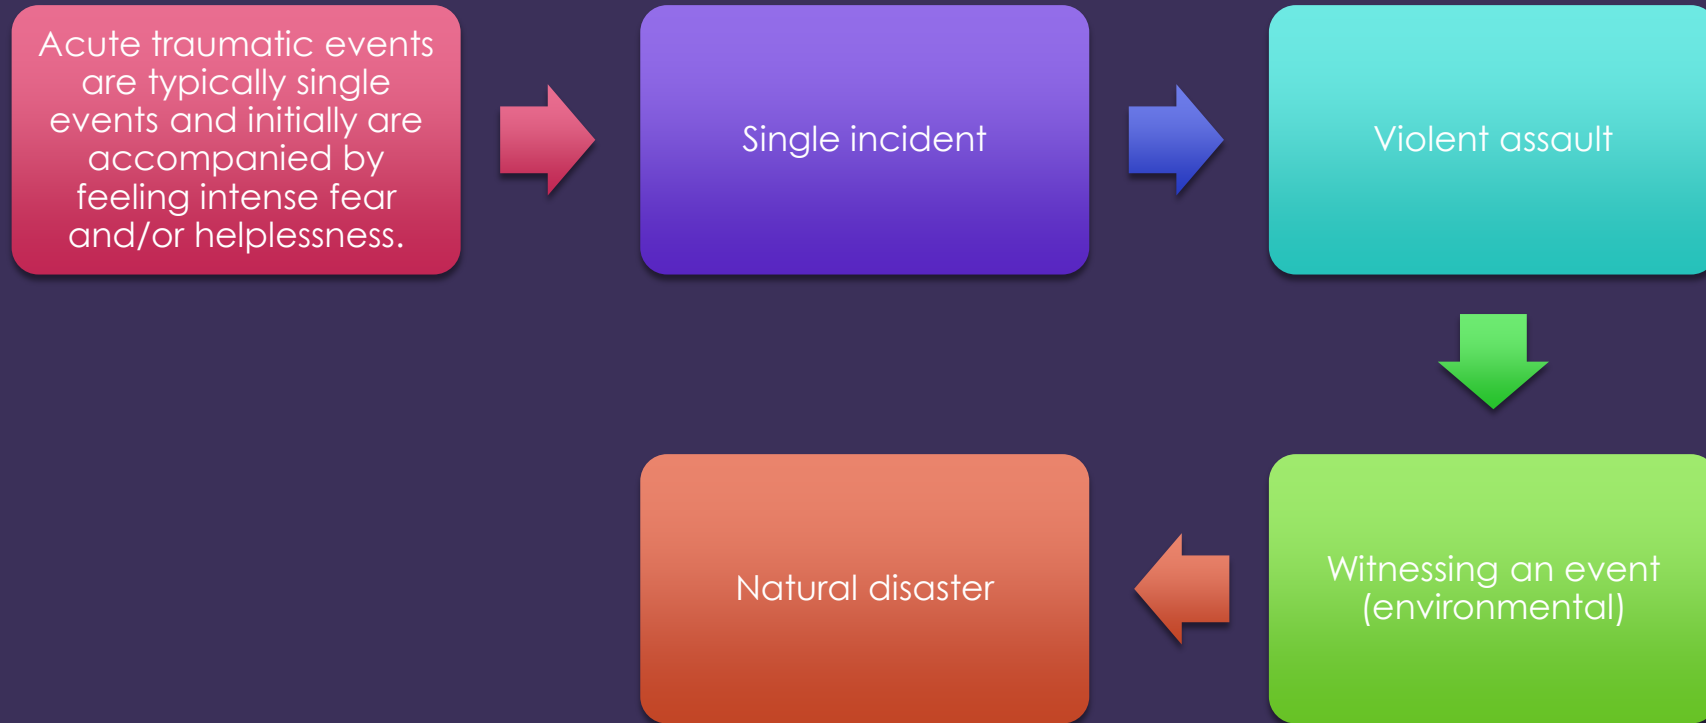 Acute traumatic events
are typically single
events and initially are
accompanied by
feeling intense fear
and/or helplessness.
Single incident
Violent assault
Witnessing an event
(environmental)
Natural disaster